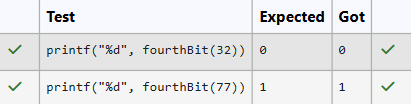 Test Expected Got
printf("%d", fourthBit(32)) 0 0
printf("%d", fourthBit(77)) 1 1